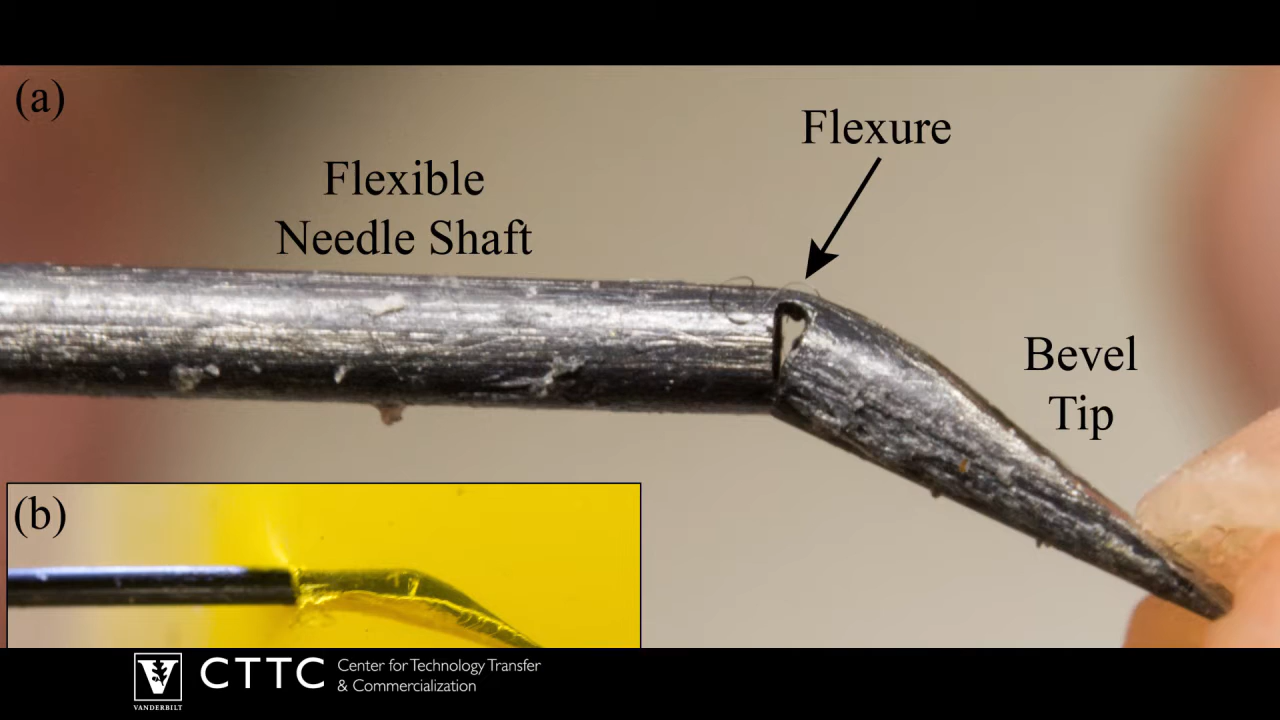 (a)
Flexure
Flexible
Needle Shaft
Bevel
Tip
(b)
CTTC
Center for Technology Transfer
& Commercialization
V
VANDERBILT